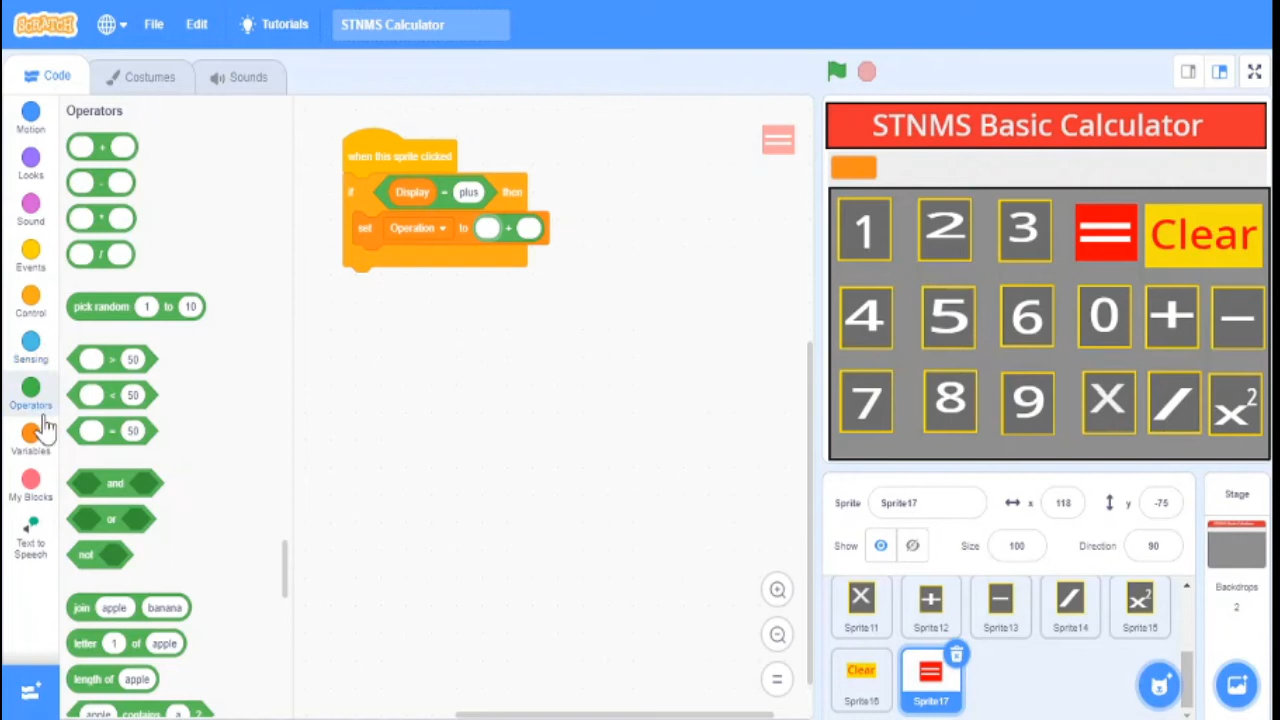 SCRATCH File Edit Tutorials STNMS Calculator
Code Costumes Sounds
Motion
Looks
Sound
Events
Control
Sensing
Operators
Variables
My Blocks
Text to
Speech
Operators
+
-
*
/
pick random 1 to 10
> 50
< 50
= 50
and
or
not
join apple banana
letter 1 of apple
length of apple
apple contains a ?
when this sprite clicked
if Display = plus then
set Operation to +
=
STNMS Basic Calculator
1 2 3 = Clear
4 5 6 0 + −
7 8 9 X / x²
Sprite Sprite17 x 118 y -75
Show Size 100 Direction 90
X + − / x²
Sprite11 Sprite12 Sprite13 Sprite14 Sprite15
Clear =
Sprite16 Sprite17
Stage
Backdrops
2